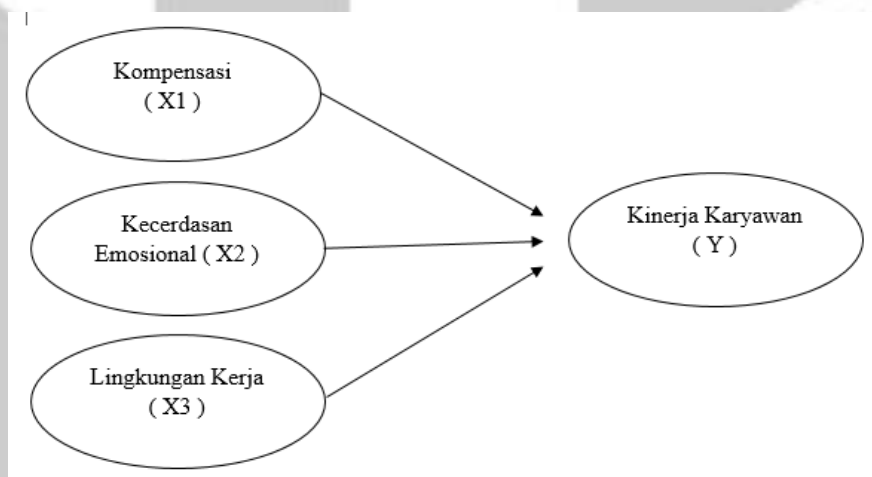 Kompensasi
( X1 )
Kecerdasan
Emosional ( X2 )
Lingkungan Kerja
( X3 )
Kinerja Karyawan
( Y )